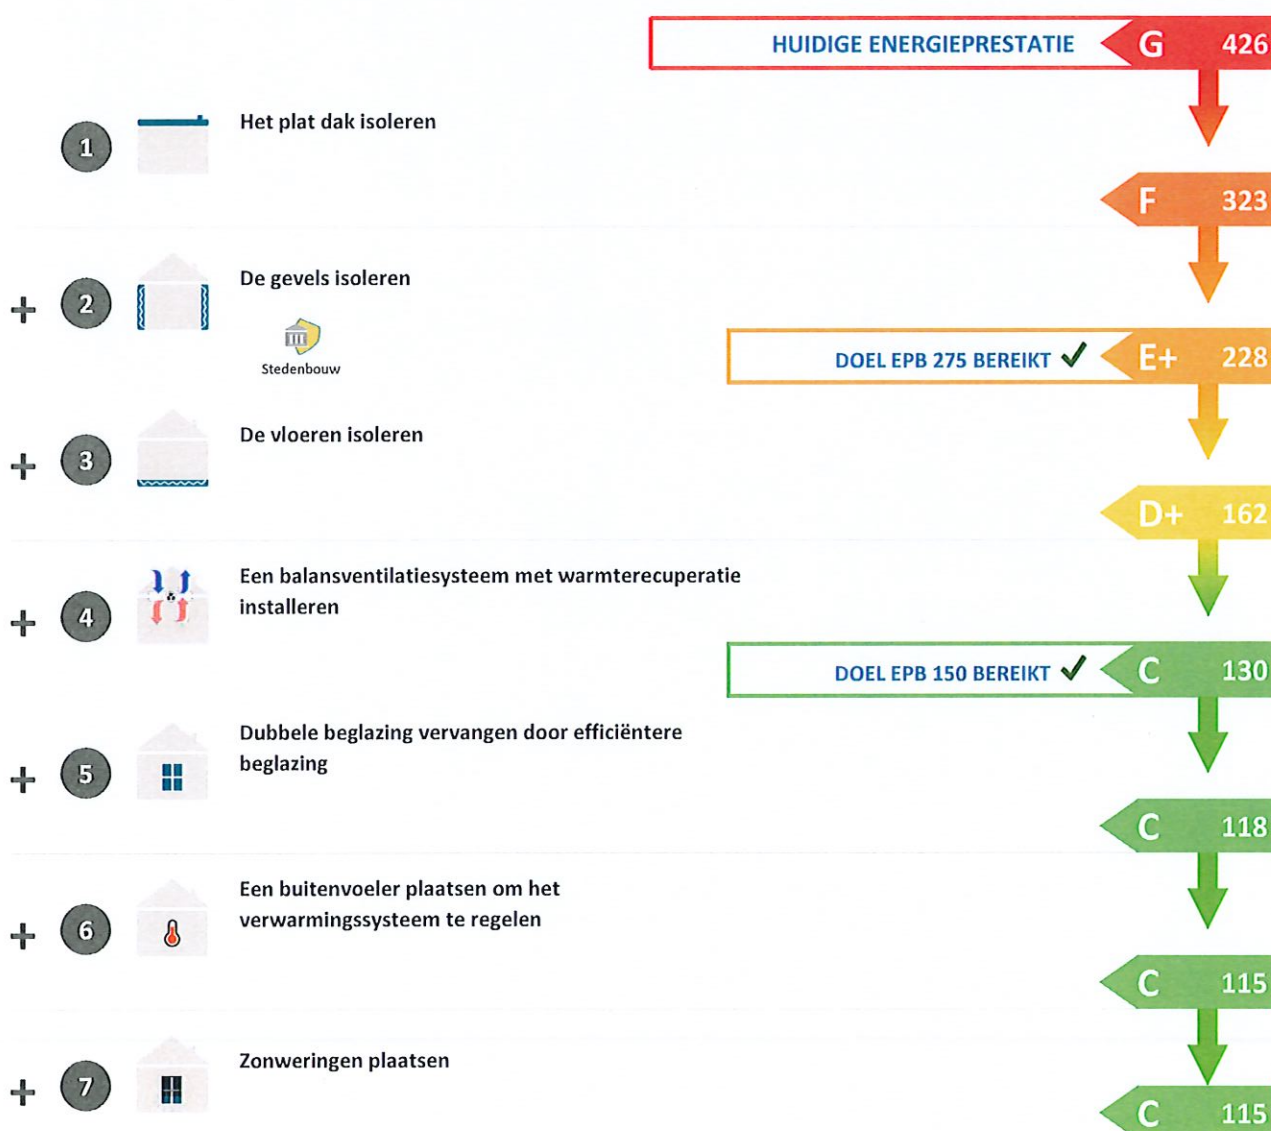 HUIDIGE ENERGIEPRESTATIE G 426
1 Het plat dak isoleren
F 323
+ 2 De gevels isoleren
Stedenbouw
DOEL EPB 275 BEREIKT ✓ E+ 228
+ 3 De vloeren isoleren
D+ 162
+ 4 Een balansventilatiesysteem met warmterecuperatie
installeren
DOEL EPB 150 BEREIKT ✓ C 130
+ 5 Dubbele beglazing vervangen door efficiëntere
beglazing
C 118
+ 6 Een buitenvoeler plaatsen om het
verwarmingssysteem te regelen
C 115
+ 7 Zonweringen plaatsen
C 115